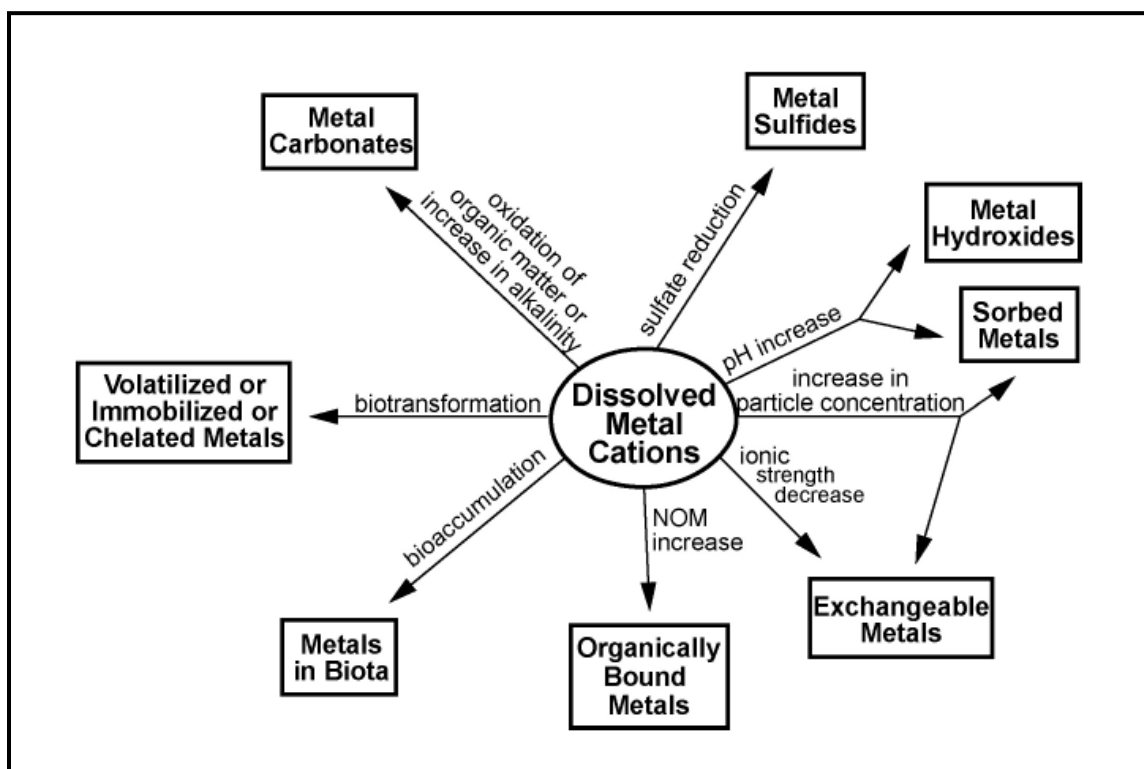 Metal
Carbonates
Metal
Sulfides
oxidation of
organic matter or
increase in alkalinity
sulfate reduction
Metal
Hydroxides
pH increase
Sorbed
Metals
increase in
particle concentration
Volatilized or
Immobilized or
Chelated Metals
biotransformation
Dissolved
Metal
Cations
ionic
strength
decrease
bioaccumulation
NOM
increase
Exchangeable
Metals
Metals
in Biota
Organically
Bound
Metals